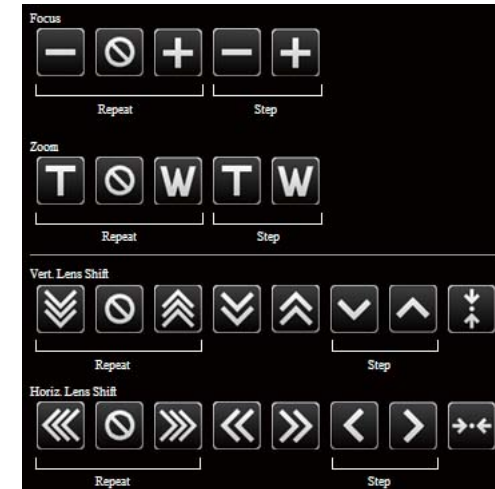 Focus
Repeat Step
Zoom
T W T W
Repeat Step
Vert. Lens Shift
Repeat Step
Horiz. Lens Shift
Repeat Step